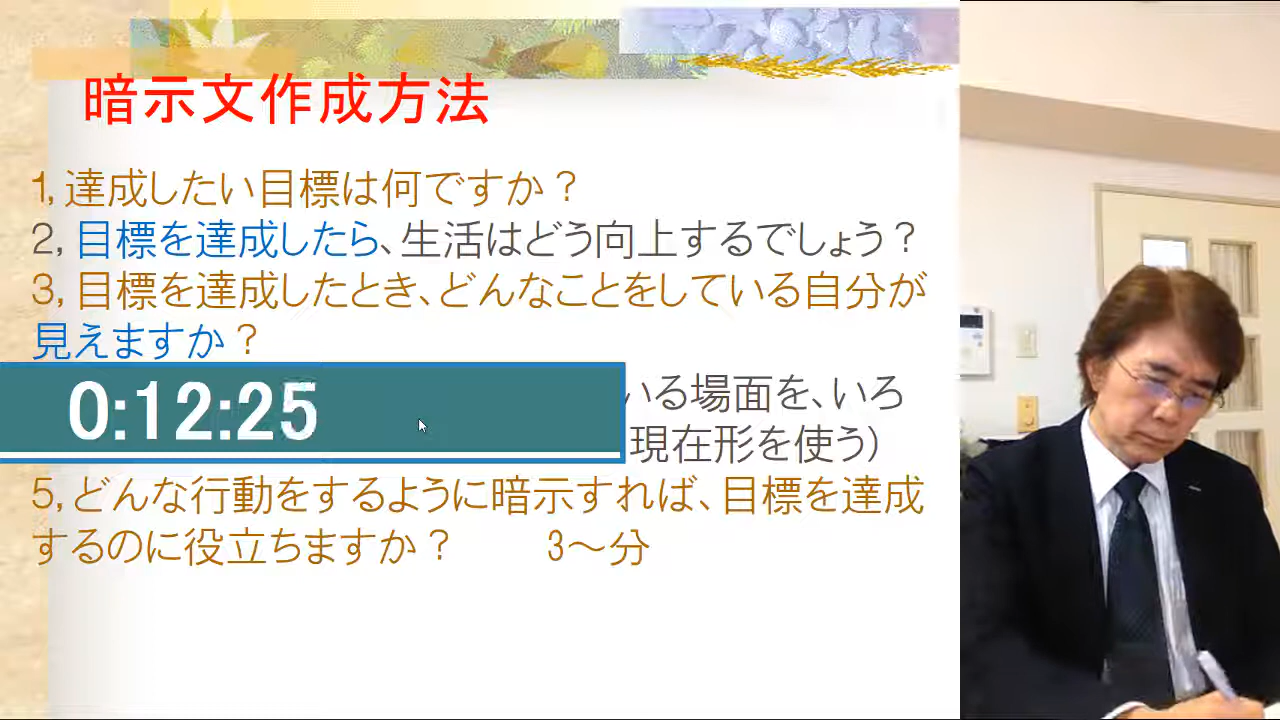 暗示文作成方法
1, 達成したい目標は何ですか？
2, 目標を達成したら、生活はどう向上するでしょう？
3, 目標を達成したとき、どんなことをしている自分が
見えますか？
0:12:25
いる場面を、いろ
現在形を使う）
5, どんな行動をするように暗示すれば、目標を達成
するのに役立ちますか？ 3～分